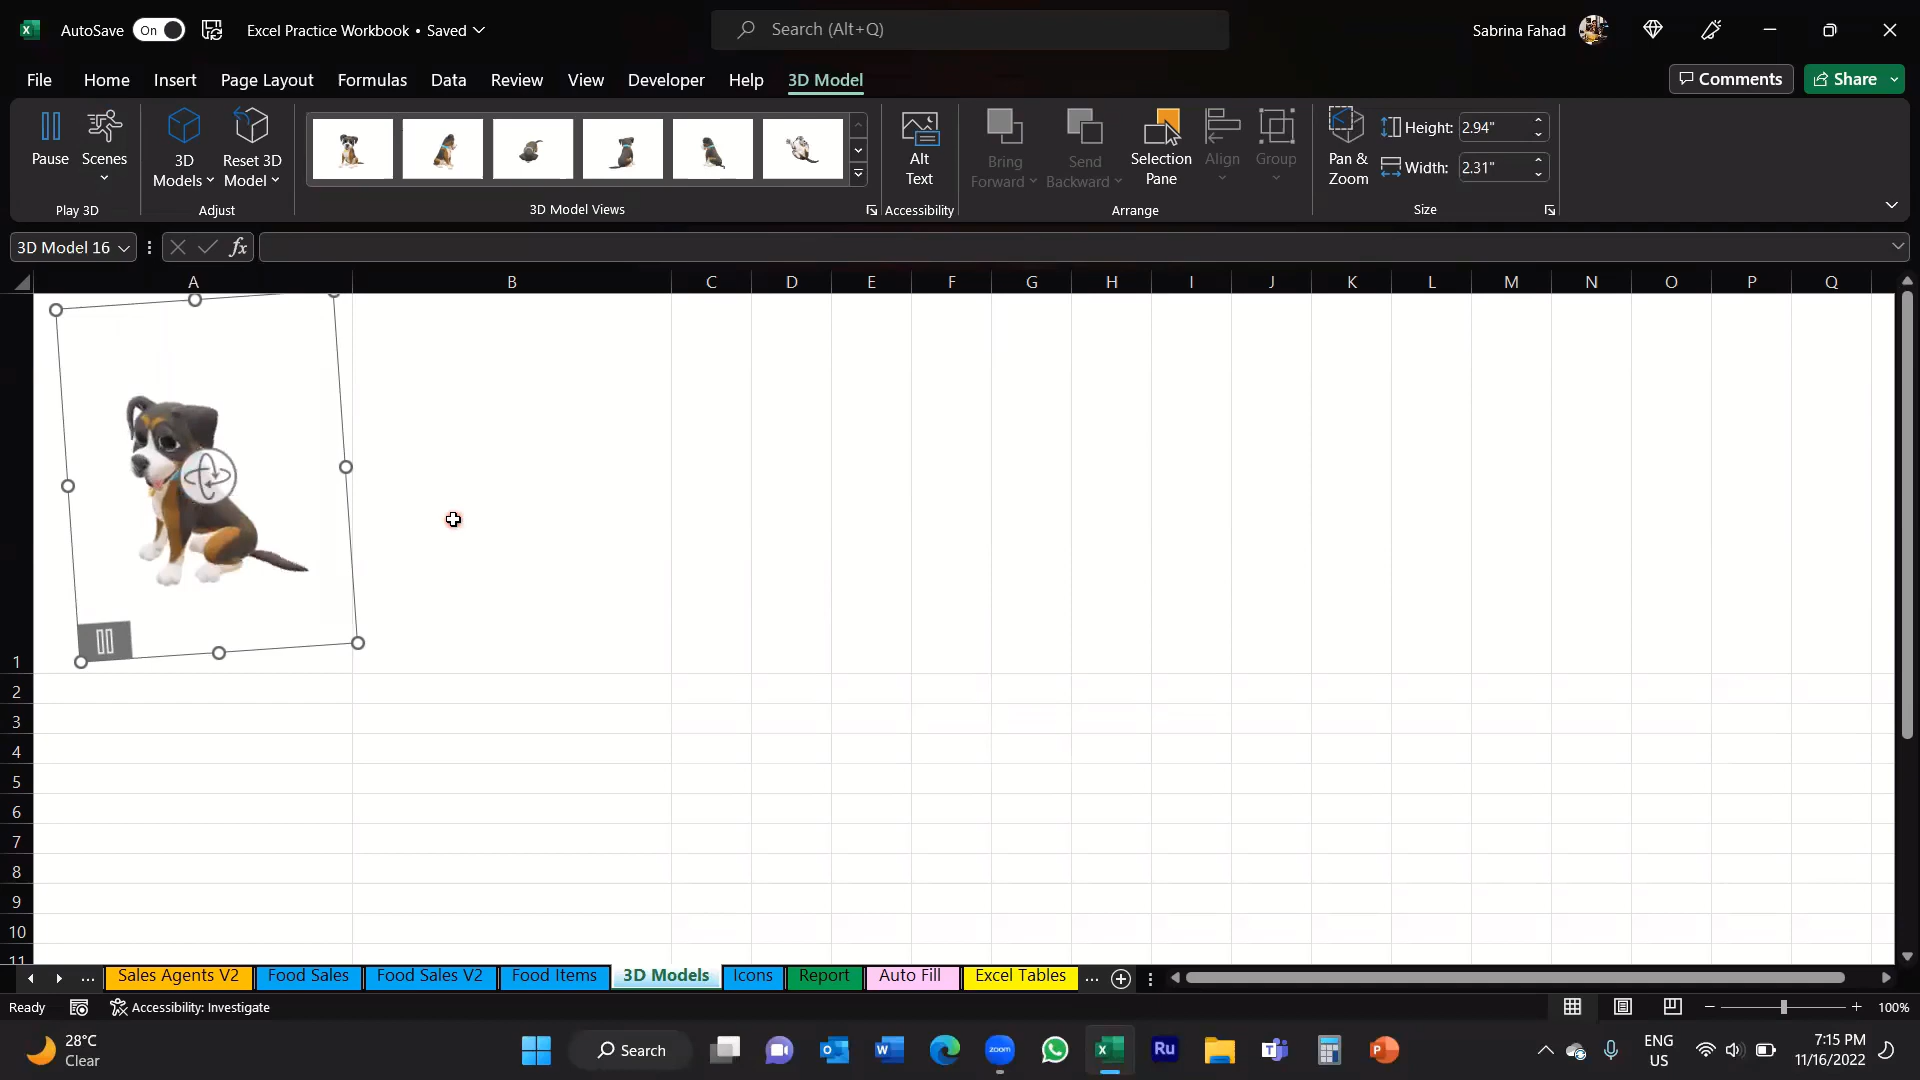 AutoSave On Excel Practice Workbook • Saved Search (Alt+Q) Sabrina Fahad
File Home Insert Page Layout Formulas Data Review View Developer Help 3D Model Comments Share
Pause Scenes 3D Models Reset 3D Model Alt Text Bring Forward Send Backward Selection Pane Align Group Pan & Zoom Height: 2.94"
Width: 2.31"
Play 3D Adjust 3D Model Views Accessibility Arrange Size
3D Model 16 fx
A B C D E F G H I J K L M N O P Q
1
2
3
4
5
6
7
8
9
10
11
... Sales Agents V2 Food Sales Food Sales V2 Food Items 3D Models Icons Report Auto Fill Excel Tables ...
Ready Accessibility: Investigate 100%
28°C
Clear
Search
zoom
Ru
ENG
US
7:15 PM
11/16/2022